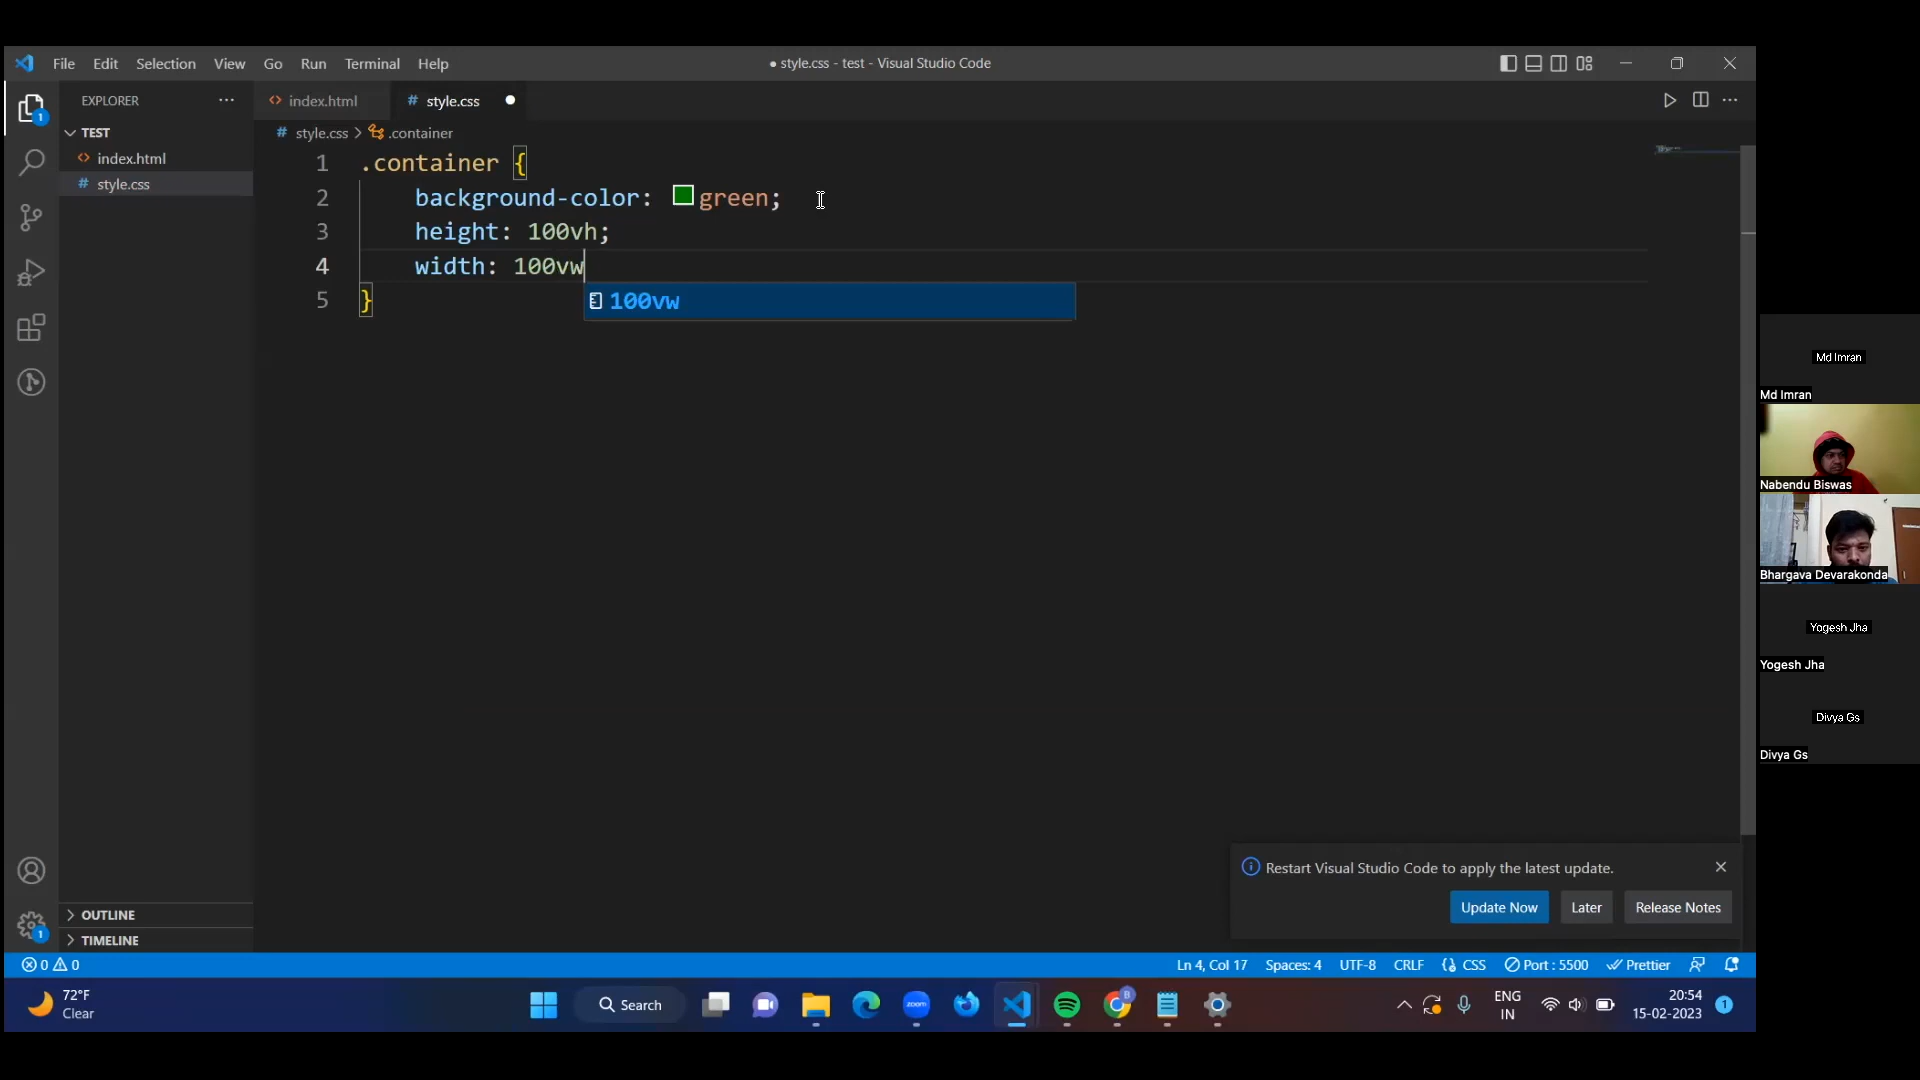 File Edit Selection View Go Run Terminal Help
● style.css - test - Visual Studio Code
EXPLORER
index.html
# style.css
TEST
index.html
# style.css
# style.css > .container
1 .container {
2 background-color: green;
3 height: 100vh;
4 width: 100vw
5 }
100vw
Md Imran
Md Imran
Nabendu Biswas
Bhargava Devarakonda
Yogesh Jha
Yogesh Jha
Divya Gs
Divya Gs
Restart Visual Studio Code to apply the latest update.
Update Now Later Release Notes
OUTLINE
TIMELINE
1
1
0 0
Ln 4, Col 17 Spaces: 4 UTF-8 CRLF CSS Port : 5500 Prettier
72°F
Clear
Search
zoom
B
ENG
IN
20:54
15-02-2023
1